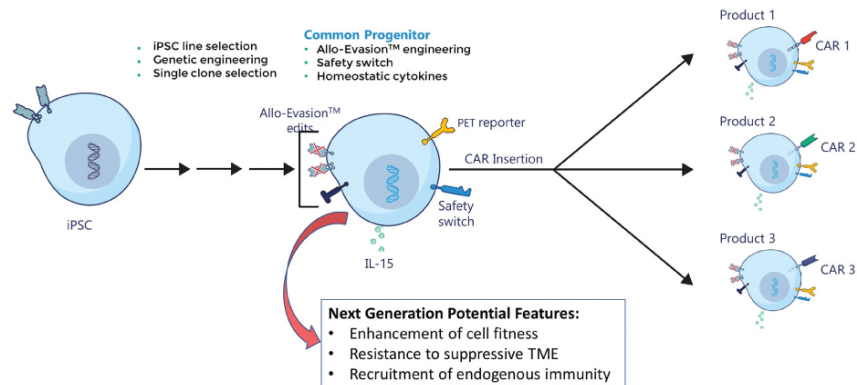 iPSC line selection
Genetic engineering
Single clone selection
Common Progenitor
Allo-Evasion™ engineering
Safety switch
Homeostatic cytokines
iPSC
Allo-Evasion™
edits
PET reporter
Safety
switch
IL-15
CAR Insertion
Product 1
CAR 1
Product 2
CAR 2
Product 3
CAR 3
Next Generation Potential Features:
• Enhancement of cell fitness
• Resistance to suppressive TME
• Recruitment of endogenous immunity